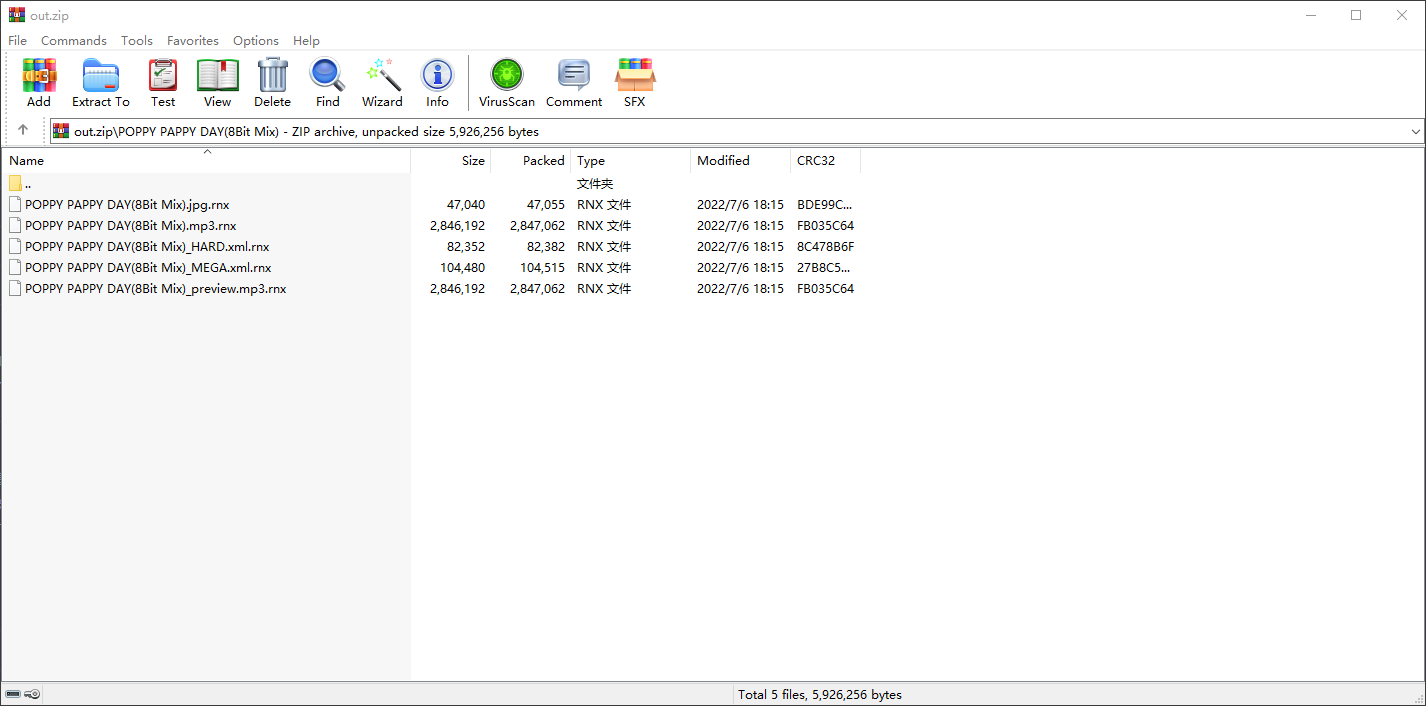 out.zip
File Commands Tools Favorites Options Help
Add Extract To Test View Delete Find Wizard Info VirusScan Comment SFX
out.zip\POPPY PAPPY DAY(8Bit Mix) - ZIP archive, unpacked size 5,926,256 bytes
Name Size Packed Type Modified CRC32
.. 文件夹
POPPY PAPPY DAY(8Bit Mix).jpg.rnx 47,040 47,055 RNX 文件 2022/7/6 18:15 BDE99C...
POPPY PAPPY DAY(8Bit Mix).mp3.rnx 2,846,192 2,847,062 RNX 文件 2022/7/6 18:15 FB035C64
POPPY PAPPY DAY(8Bit Mix)_HARD.xml.rnx 82,352 82,382 RNX 文件 2022/7/6 18:15 8C478B6F
POPPY PAPPY DAY(8Bit Mix)_MEGA.xml.rnx 104,480 104,515 RNX 文件 2022/7/6 18:15 27B8C5...
POPPY PAPPY DAY(8Bit Mix)_preview.mp3.rnx 2,846,192 2,847,062 RNX 文件 2022/7/6 18:15 FB035C64
Total 5 files, 5,926,256 bytes